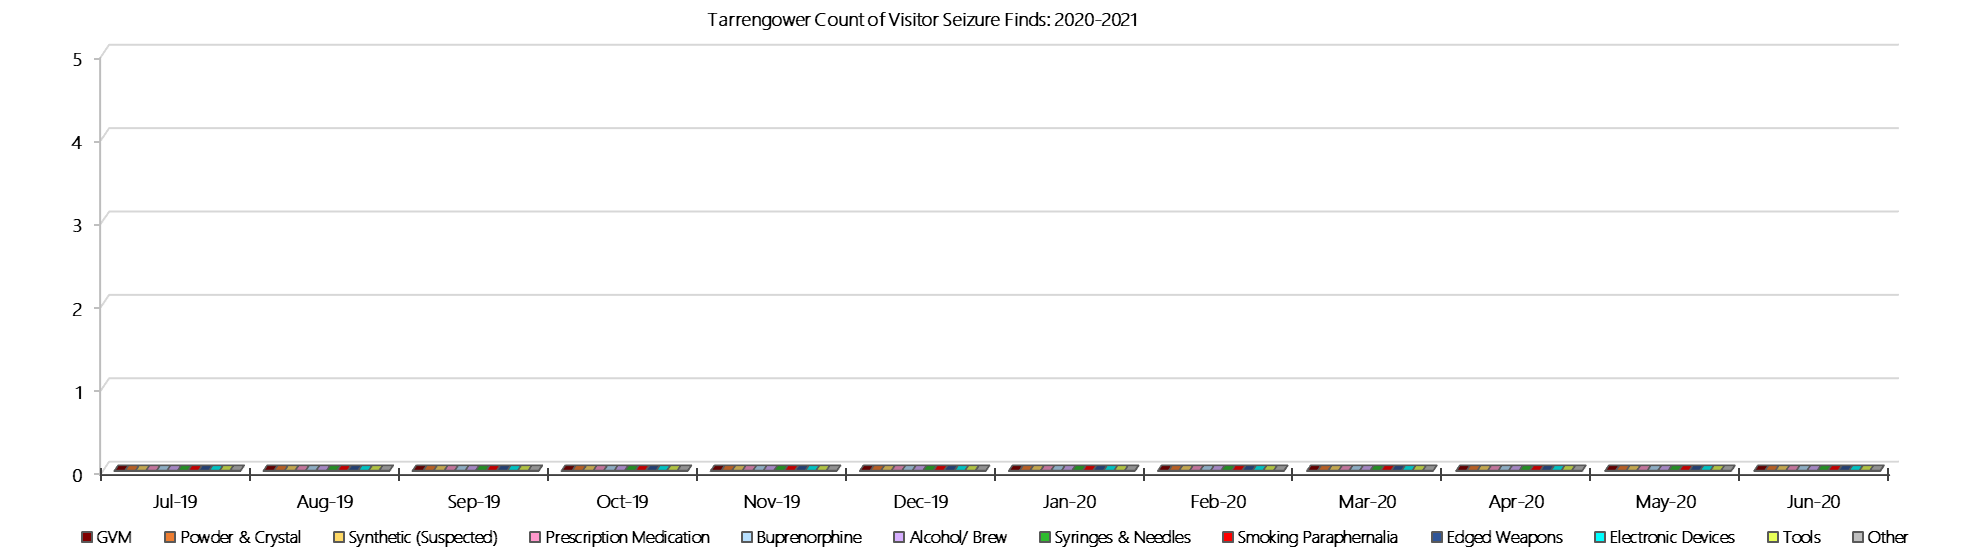 Tarrengower Count of Visitor Seizure Finds: 2020-2021
5
4
3
2
1
0
Jul-19 Aug-19 Sep-19 Oct-19 Nov-19 Dec-19 Jan-20 Feb-20 Mar-20 Apr-20 May-20 Jun-20
GVM Powder & Crystal Synthetic (Suspected) Prescription Medication Buprenorphine Alcohol/ Brew Syringes & Needles Smoking Paraphernalia Edged Weapons Electronic Devices Tools Other